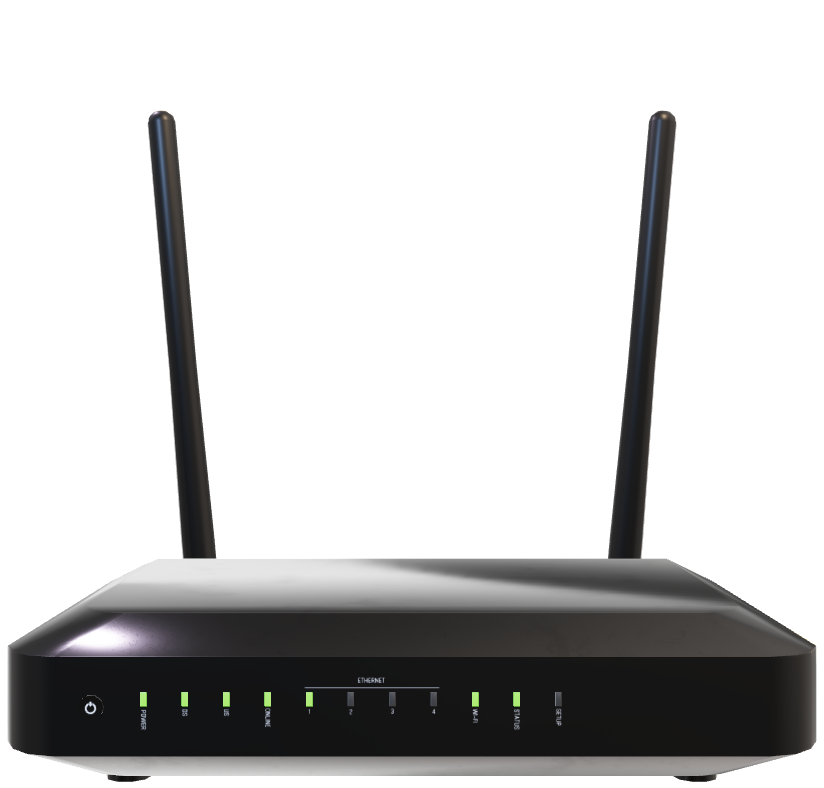 ETHERNET
POWER
DS
US
ONLINE
1
2
3
4
Wi-Fi
STATUS
SETUP